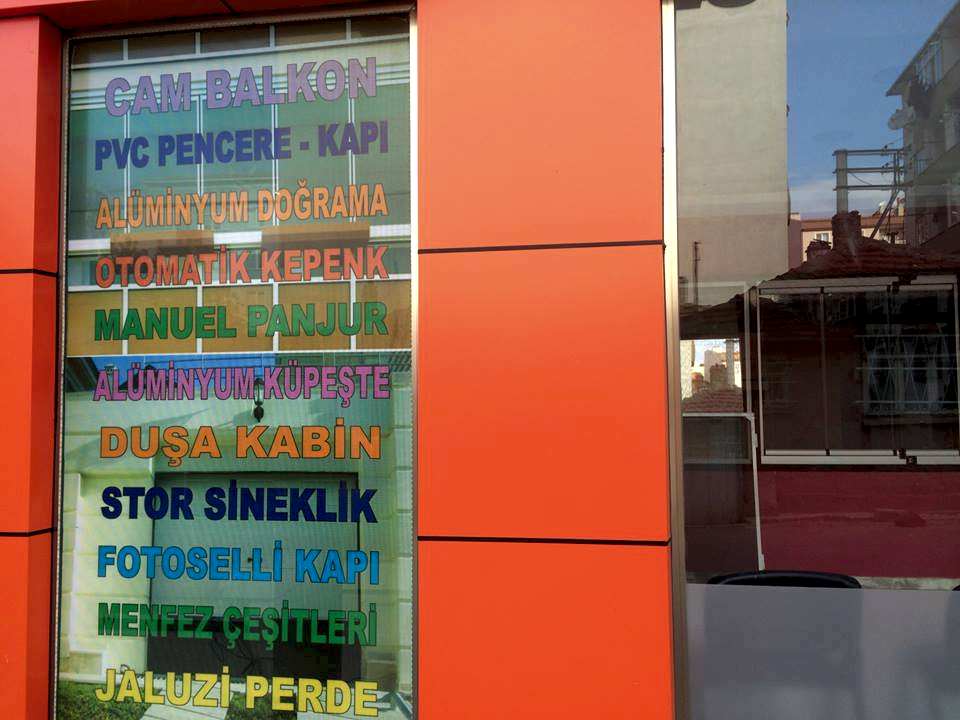 CAM BALKON
PVC PENCERE - KAPI
ALÜMİNYUM DOĞRAMA
OTOMATİK KEPENK
MANUEL PANJUR
ALÜMİNYUM KÜPEŞTE
DUŞA KABİN
STOR SİNEKLİK
FOTOSELLİ KAPI
MENFEZ ÇEŞİTLERİ
JALUZİ PERDE